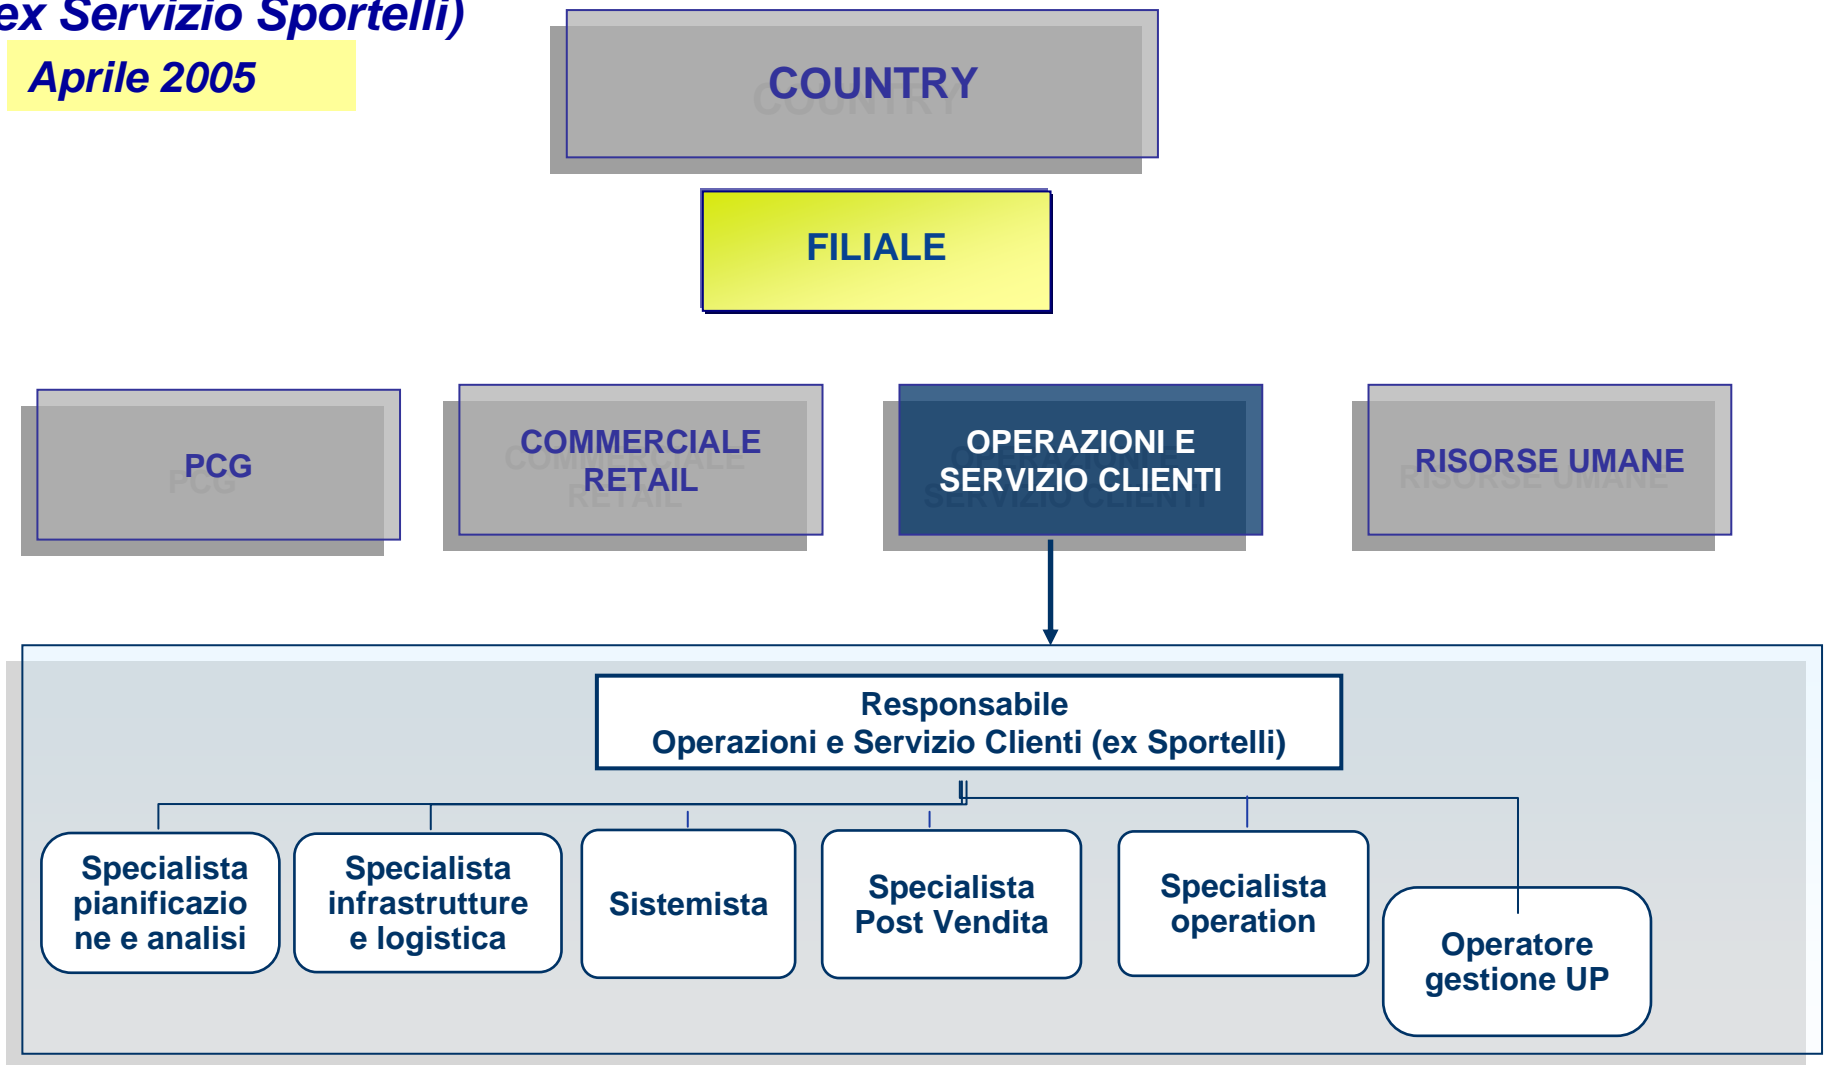 ex Servizio Sportelli)
Aprile 2005
COUNTRY
FILIALE
PCG
COMMERCIALE
RETAIL
OPERAZIONI E
SERVIZIO CLIENTI
RISORSE UMANE
Responsabile
Operazioni e Servizio Clienti (ex Sportelli)
Specialista
pianificazio
ne e analisi
Specialista
infrastrutture
e logistica
Sistemista
Specialista
Post Vendita
Specialista
operation
Operatore
gestione UP